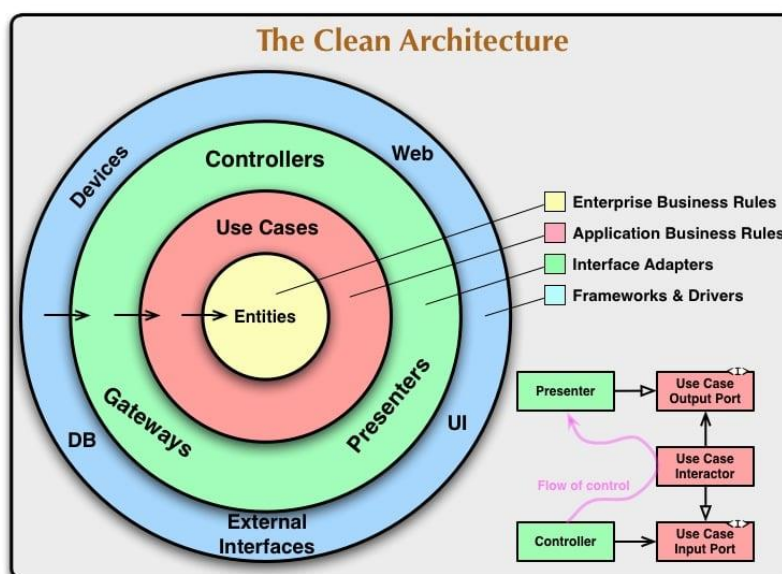 The Clean Architecture
Devices
Web
Controllers
Use Cases
Entities
Gateways
Presenters
DB
UI
External
Interfaces
Enterprise Business Rules
Application Business Rules
Interface Adapters
Frameworks & Drivers
Presenter
<I>
Use Case
Output Port
Flow of control
Use Case
Interactor
Controller
<I>
Use Case
Input Port